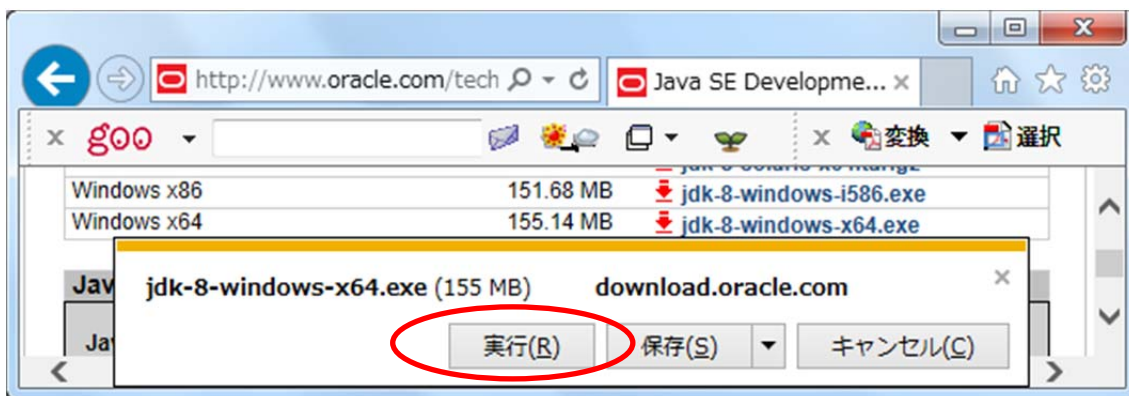 http://www.oracle.com/tech
Java SE Developme...
goo
変換
選択
Windows x86 151.68 MB jdk-8-windows-i586.exe
Windows x64 155.14 MB jdk-8-windows-x64.exe
Jav
jdk-8-windows-x64.exe (155 MB) download.oracle.com
Ja
実行(R) 保存(S) キャンセル(C)